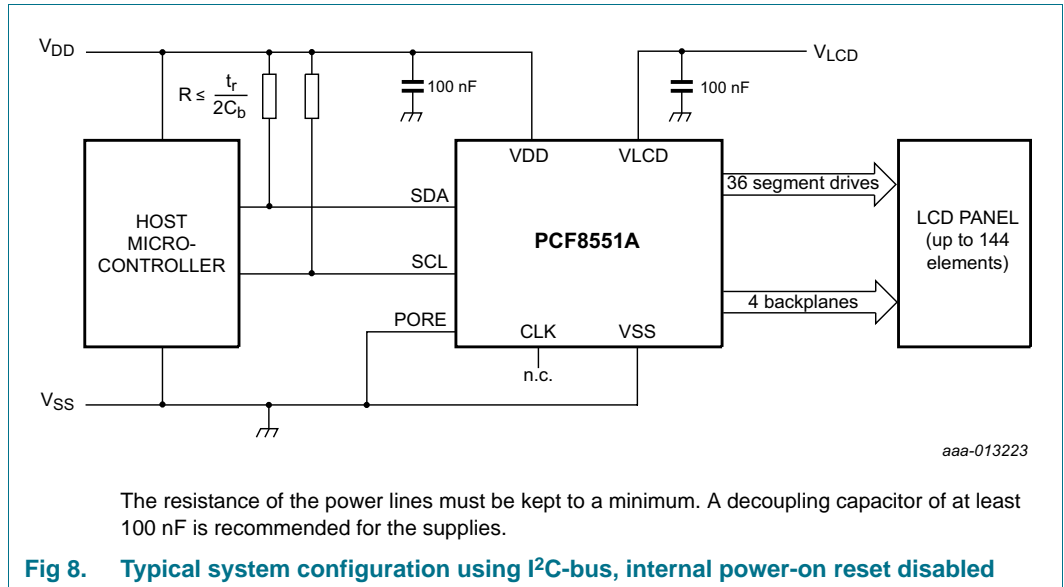 VDD
VLCD
R ≤ tr / 2Cb
100 nF
100 nF
VDD
VLCD
HOST
MICRO-
CONTROLLER
SDA
SCL
PORE
PCF8551A
CLK
VSS
n.c.
36 segment drives
4 backplanes
LCD PANEL
(up to 144
elements)
VSS
aaa-013223
The resistance of the power lines must be kept to a minimum. A decoupling capacitor of at least
100 nF is recommended for the supplies.
Fig 8. Typical system configuration using I²C-bus, internal power-on reset disabled